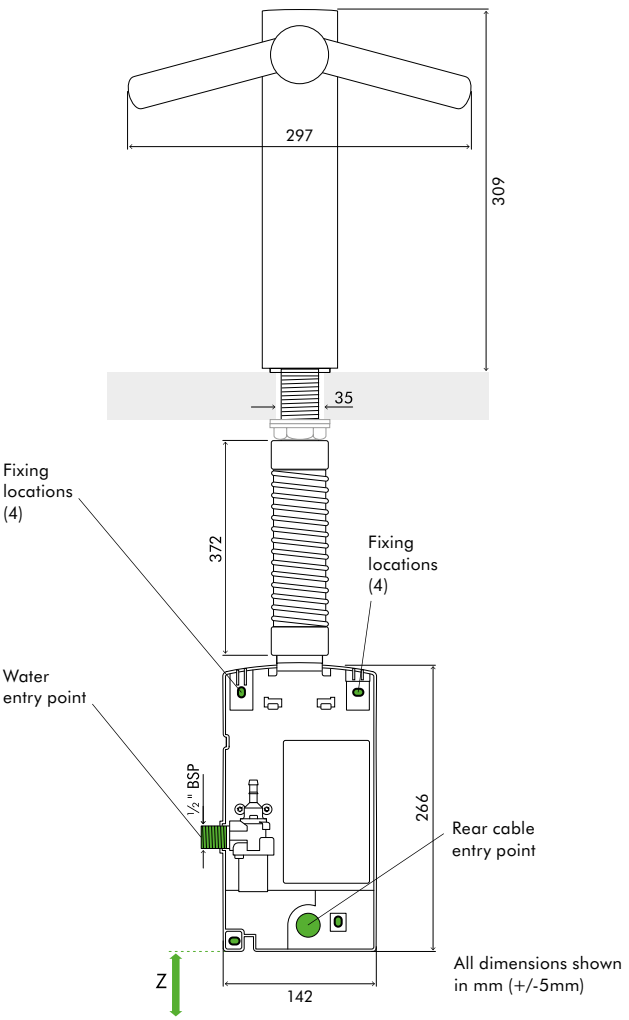 297
309
35
Fixing
locations
(4)
372
Fixing
locations
(4)
Water
entry point
1/2" BSP
266
Rear cable
entry point
Z
142
All dimensions shown
in mm (+/-5mm)